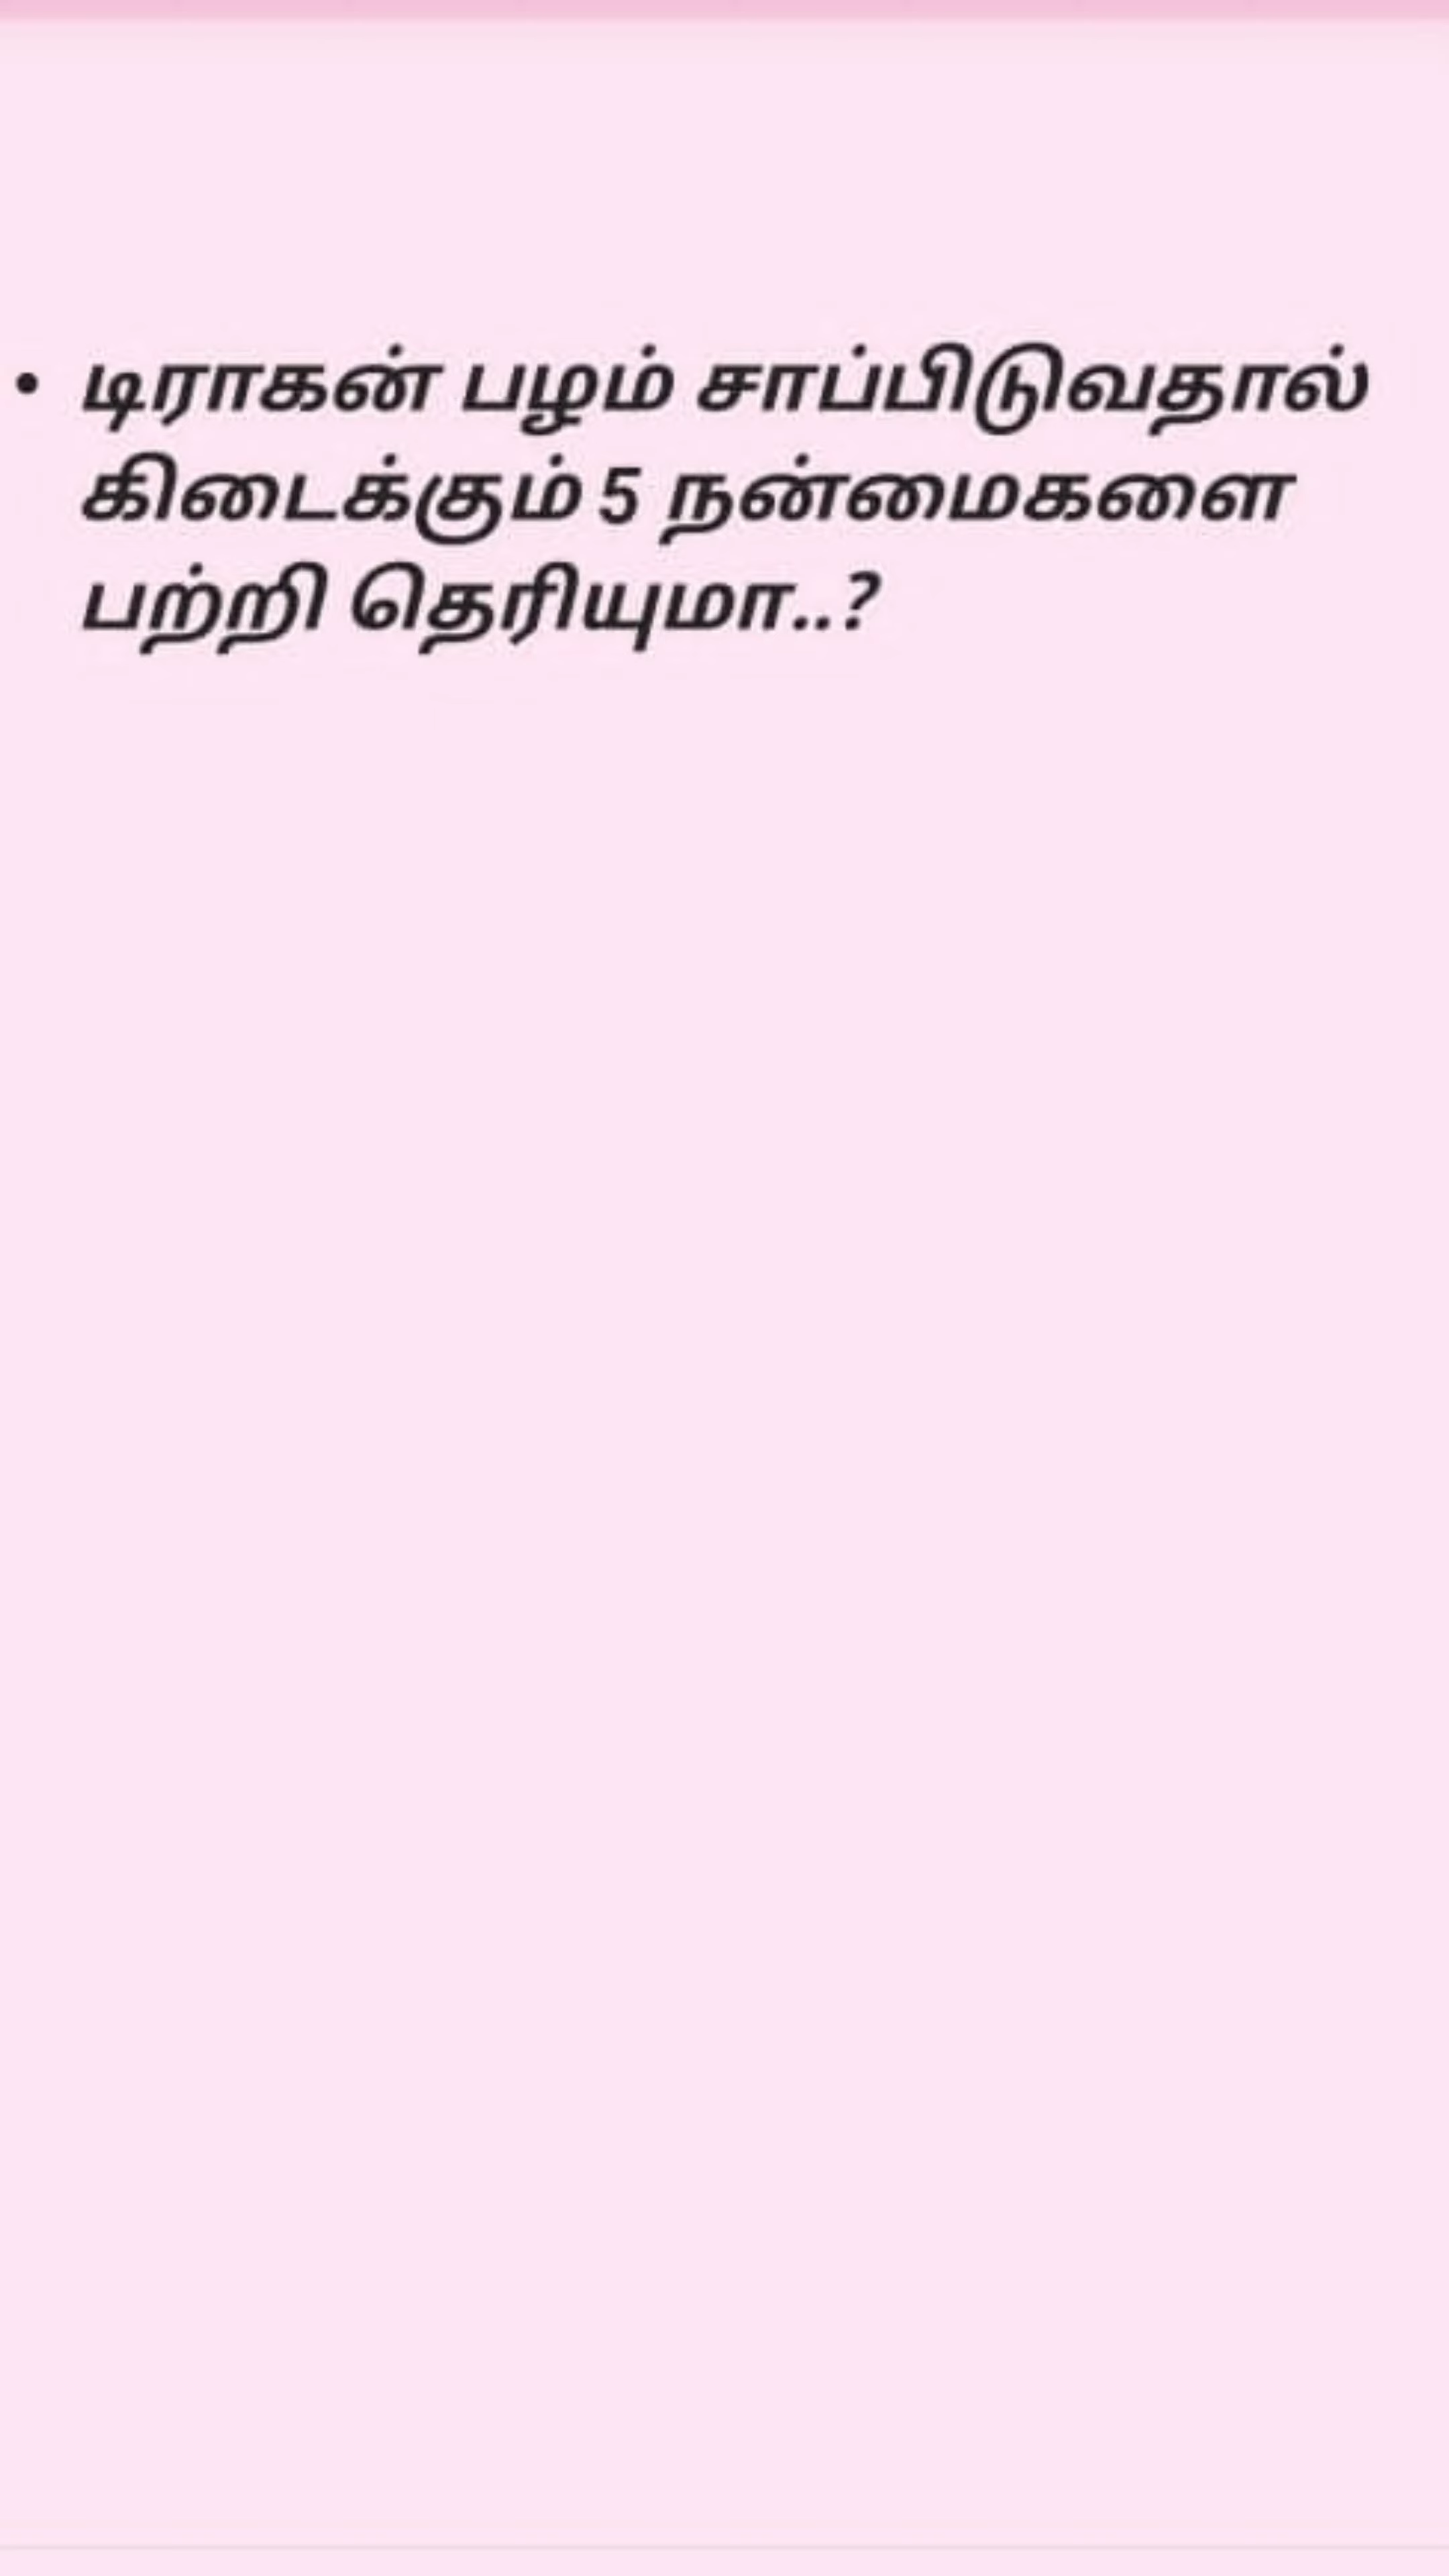 • டிராகன் பழம் சாப்பிடுவதால்
கிடைக்கும் 5 நன்மைகளை
பற்றி தெரியுமா..?